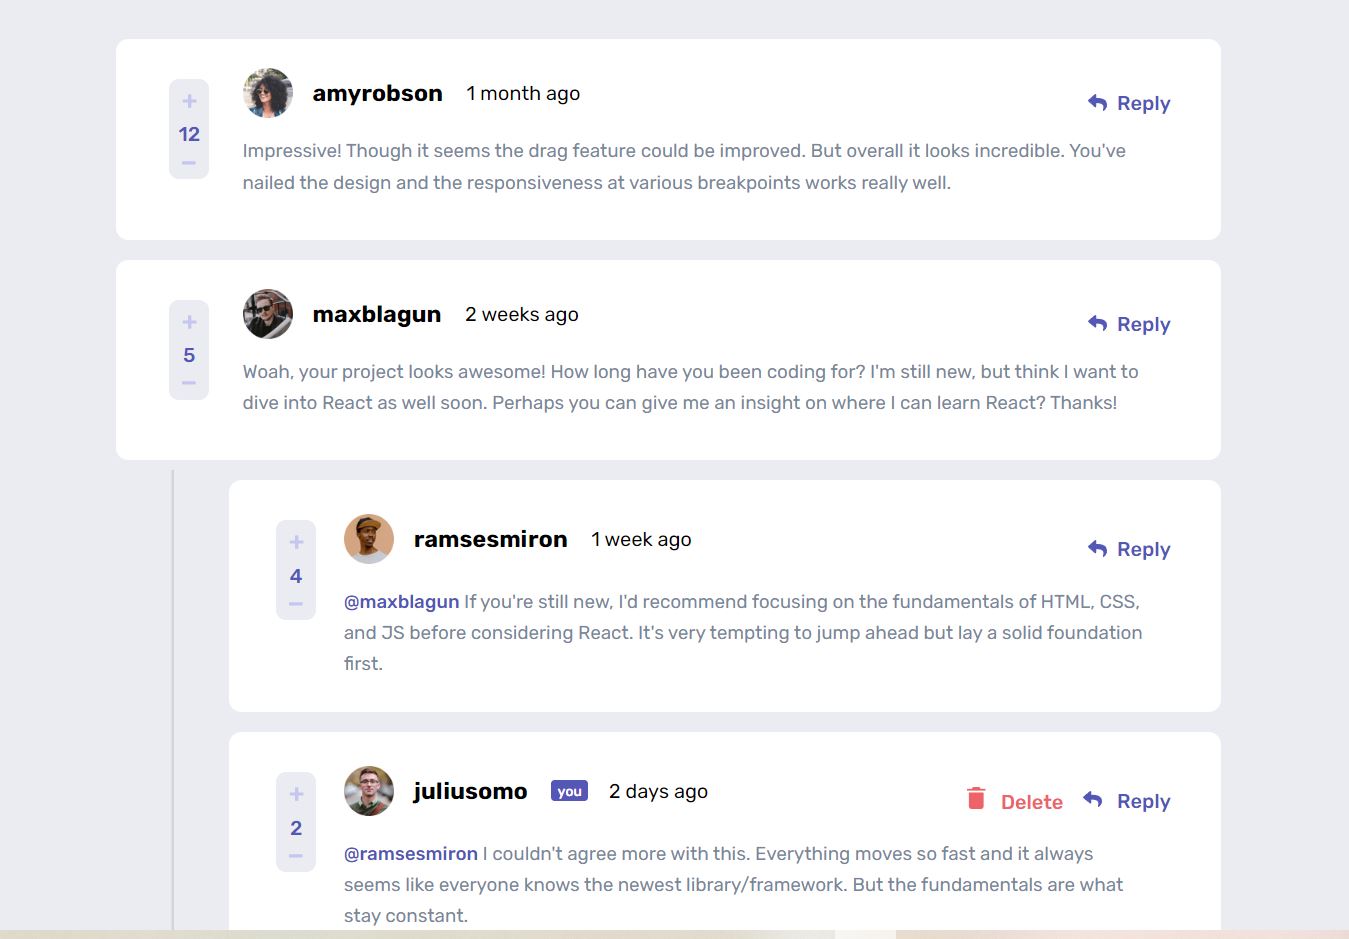 amyrobson 1 month ago
Reply
+
12
−
Impressive! Though it seems the drag feature could be improved. But overall it looks incredible. You've
nailed the design and the responsiveness at various breakpoints works really well.
maxblagun 2 weeks ago
Reply
+
5
−
Woah, your project looks awesome! How long have you been coding for? I'm still new, but think I want to
dive into React as well soon. Perhaps you can give me an insight on where I can learn React? Thanks!
ramsesmiron 1 week ago
Reply
+
4
−
@maxblagun If you're still new, I'd recommend focusing on the fundamentals of HTML, CSS,
and JS before considering React. It's very tempting to jump ahead but lay a solid foundation
first.
juliusomo you 2 days ago
Delete Reply
+
2
−
@ramsesmiron I couldn't agree more with this. Everything moves so fast and it always
seems like everyone knows the newest library/framework. But the fundamentals are what
stay constant.